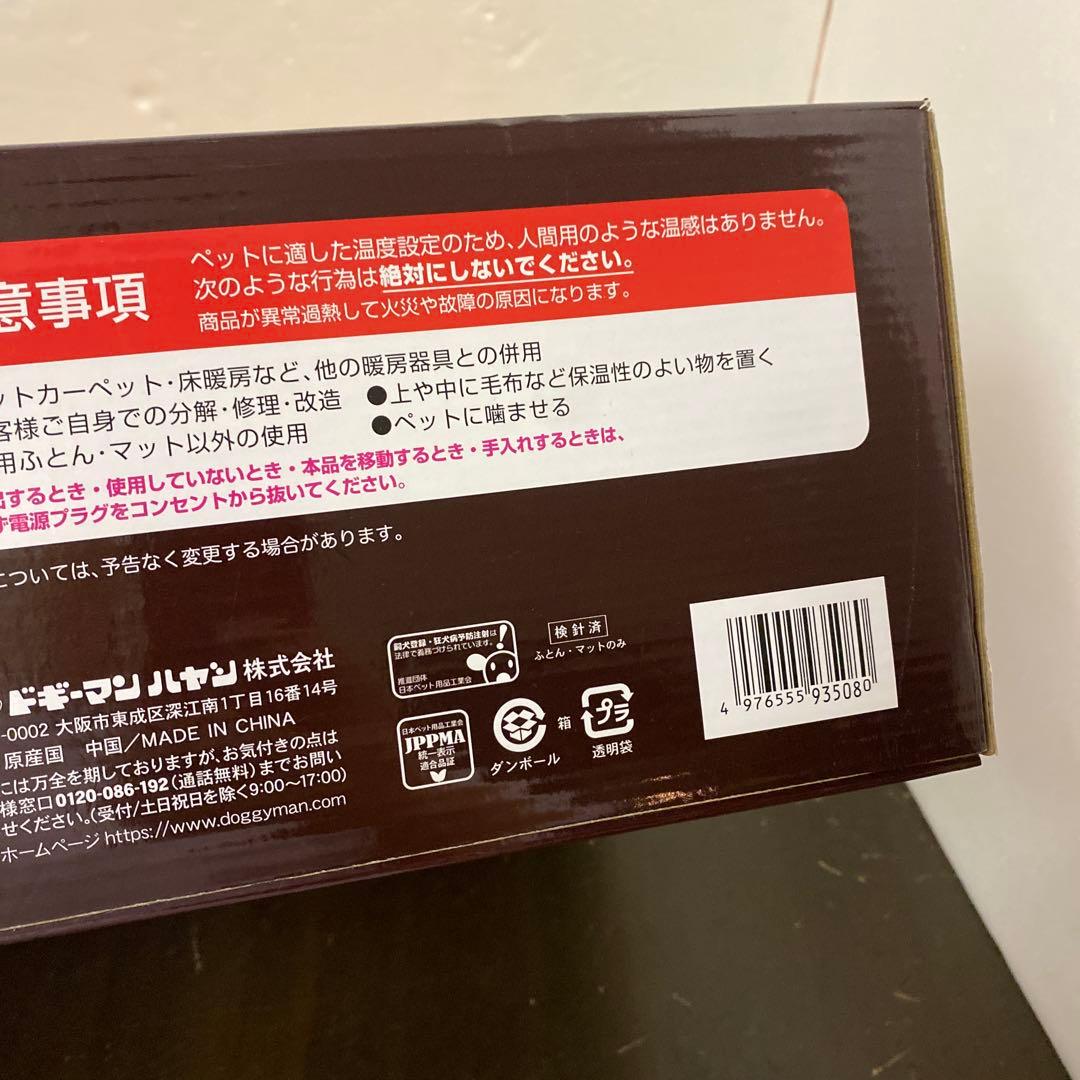 意事項
ペットに適した温度設定のため、人間用のような温感はありません。
次のような行為は絶対にしないでください。
商品が異常過熱して火災や故障の原因になります。
ットカーペット・床暖房など、他の暖房器具との併用
客様ご自身での分解・修理・改造
●上や中に毛布など保温性のよい物を置く
用ふとん・マット以外の使用
●ペットに噛ませる
出するとき・使用していないとき・本品を移動するとき・手入れするときは、
ず電源プラグをコンセントから抜いてください。
については、予告なく変更する場合があります。
ドギーマンハヤシ株式会社
-0002 大阪市東成区深江南1丁目16番14号
原産国 中国/MADE IN CHINA
には万全を期しておりますが、お気付きの点は
様窓口0120-086-192(通話無料)までお問い
せください。(受付/土日祝日を除く9:00~17:00)
ホームページ https://www.doggyman.com
飼犬登録・狂犬病予防注射は
法律で義務づけられています。
推進団体
日本ペット用品工業会
検針済
ふとん・マットのみ
日本ペット用品工業会
JPPMA
統一表示
適合品証
ダンボール
箱
プラ
透明袋
4 976555 935080